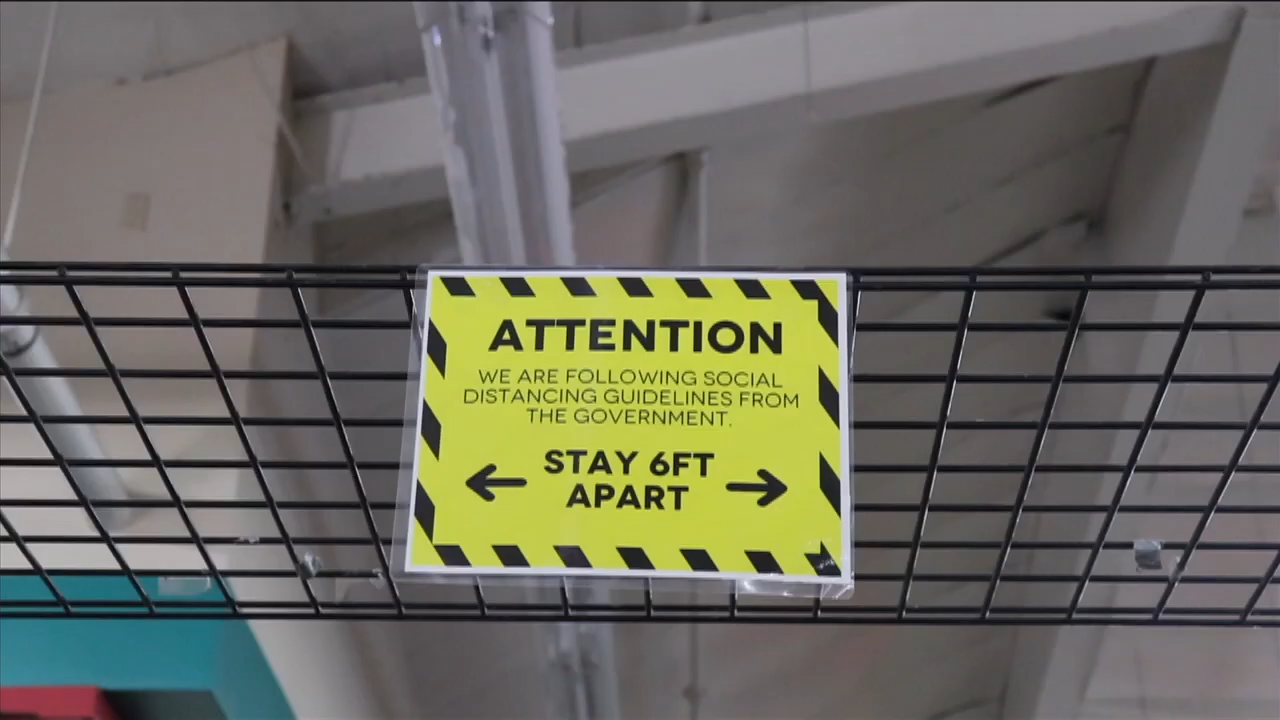 ATTENTION
WE ARE FOLLOWING SOCIAL
DISTANCING GUIDELINES FROM
THE GOVERNMENT.
STAY 6FT
APART